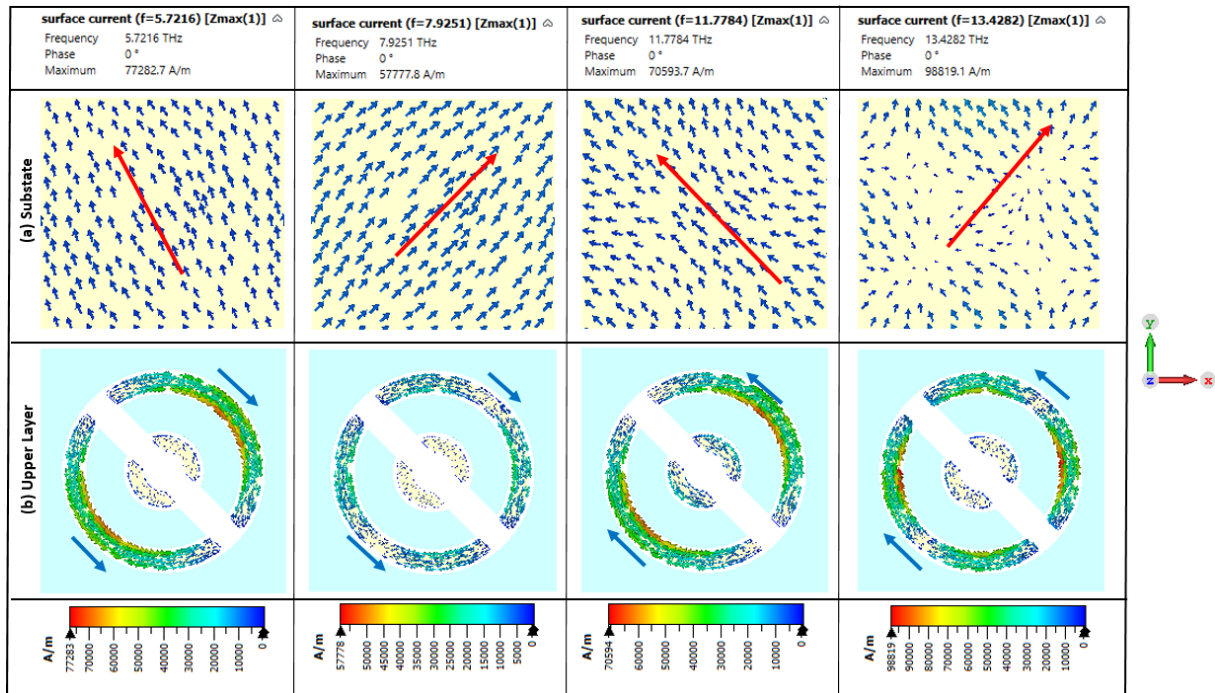 surface current (f=5.7216) [Zmax(1)]
Frequency 5.7216 THz
Phase 0 °
Maximum 77282.7 A/m
surface current (f=7.9251) [Zmax(1)]
Frequency 7.9251 THz
Phase 0 °
Maximum 57777.8 A/m
surface current (f=11.7784) [Zmax(1)]
Frequency 11.7784 THz
Phase 0 °
Maximum 70593.7 A/m
surface current (f=13.4282) [Zmax(1)]
Frequency 13.4282 THz
Phase 0 °
Maximum 98819.1 A/m
(a) Substate
(b) Upper Layer
y
z
x
A/m
77283
70000
60000
50000
40000
30000
20000
10000
0
A/m
57778
50000
45000
40000
35000
30000
25000
20000
15000
10000
5000
0
A/m
70594
60000
50000
40000
30000
20000
10000
0
A/m
98819
90000
80000
70000
60000
50000
40000
30000
20000
10000
0